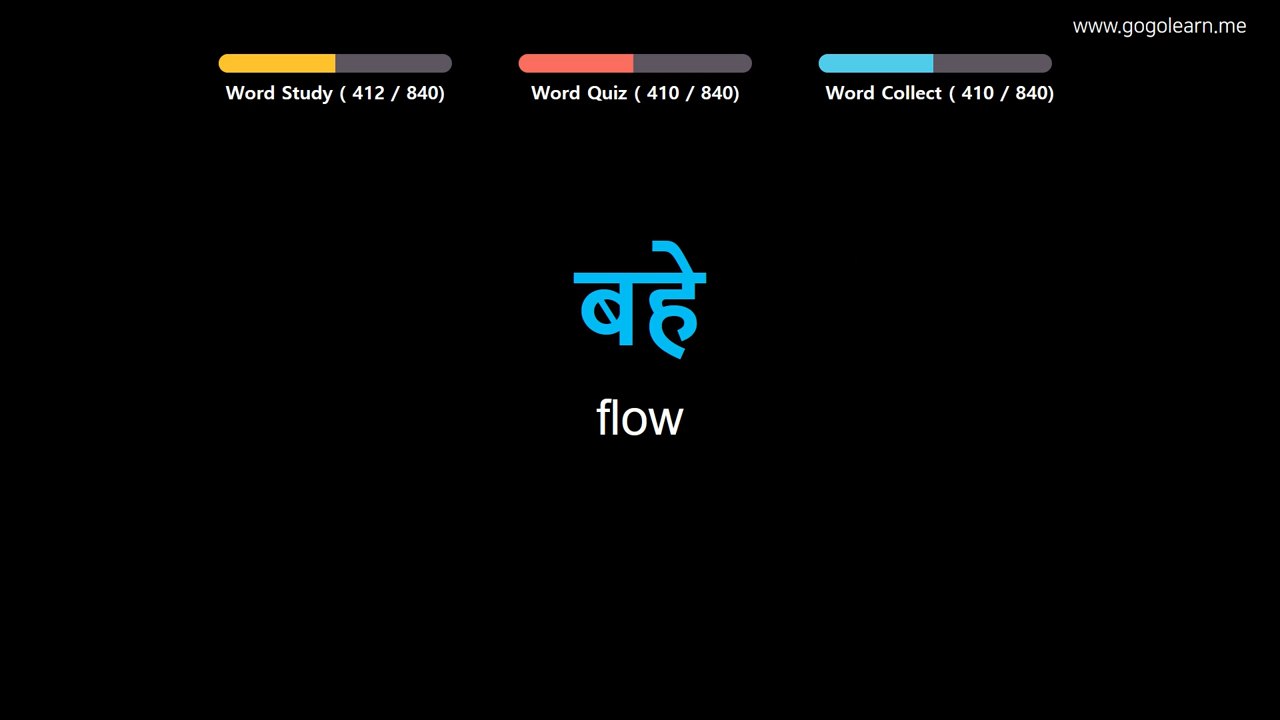 www.gogolearn.me
Word Study ( 412 / 840)
Word Quiz ( 410 / 840)
Word Collect ( 410 / 840)
बहे
flow